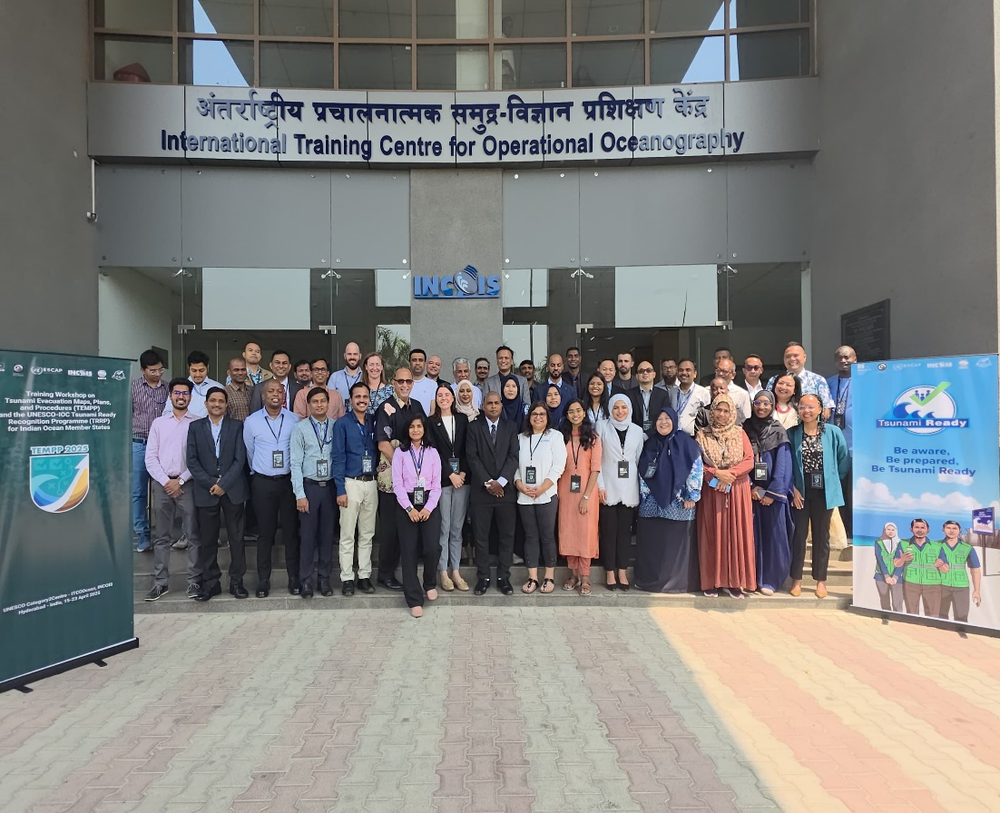 अंतर्राष्ट्रीय प्रचालनात्मक समुद्र-विज्ञान प्रशिक्षण केंद्र
International Training Centre for Operational Oceanography
INCOIS
ESCAP
INCOIS
Training Workshop on
Tsunami Evacuation Maps, Plans,
and Procedures (TEMPP)
and the UNESCO-IOC Tsunami Ready
Recognition Programme (TRRP)
for Indian Ocean Member States
TEMPP 2025
UNESCO Category2Centre - ITCOOcean, INCOIS
Hyderabad - India, 15-23 April 2025
ESCAP
INCOIS
Tsunami Ready
Be aware,
Be prepared,
Be Tsunami Ready